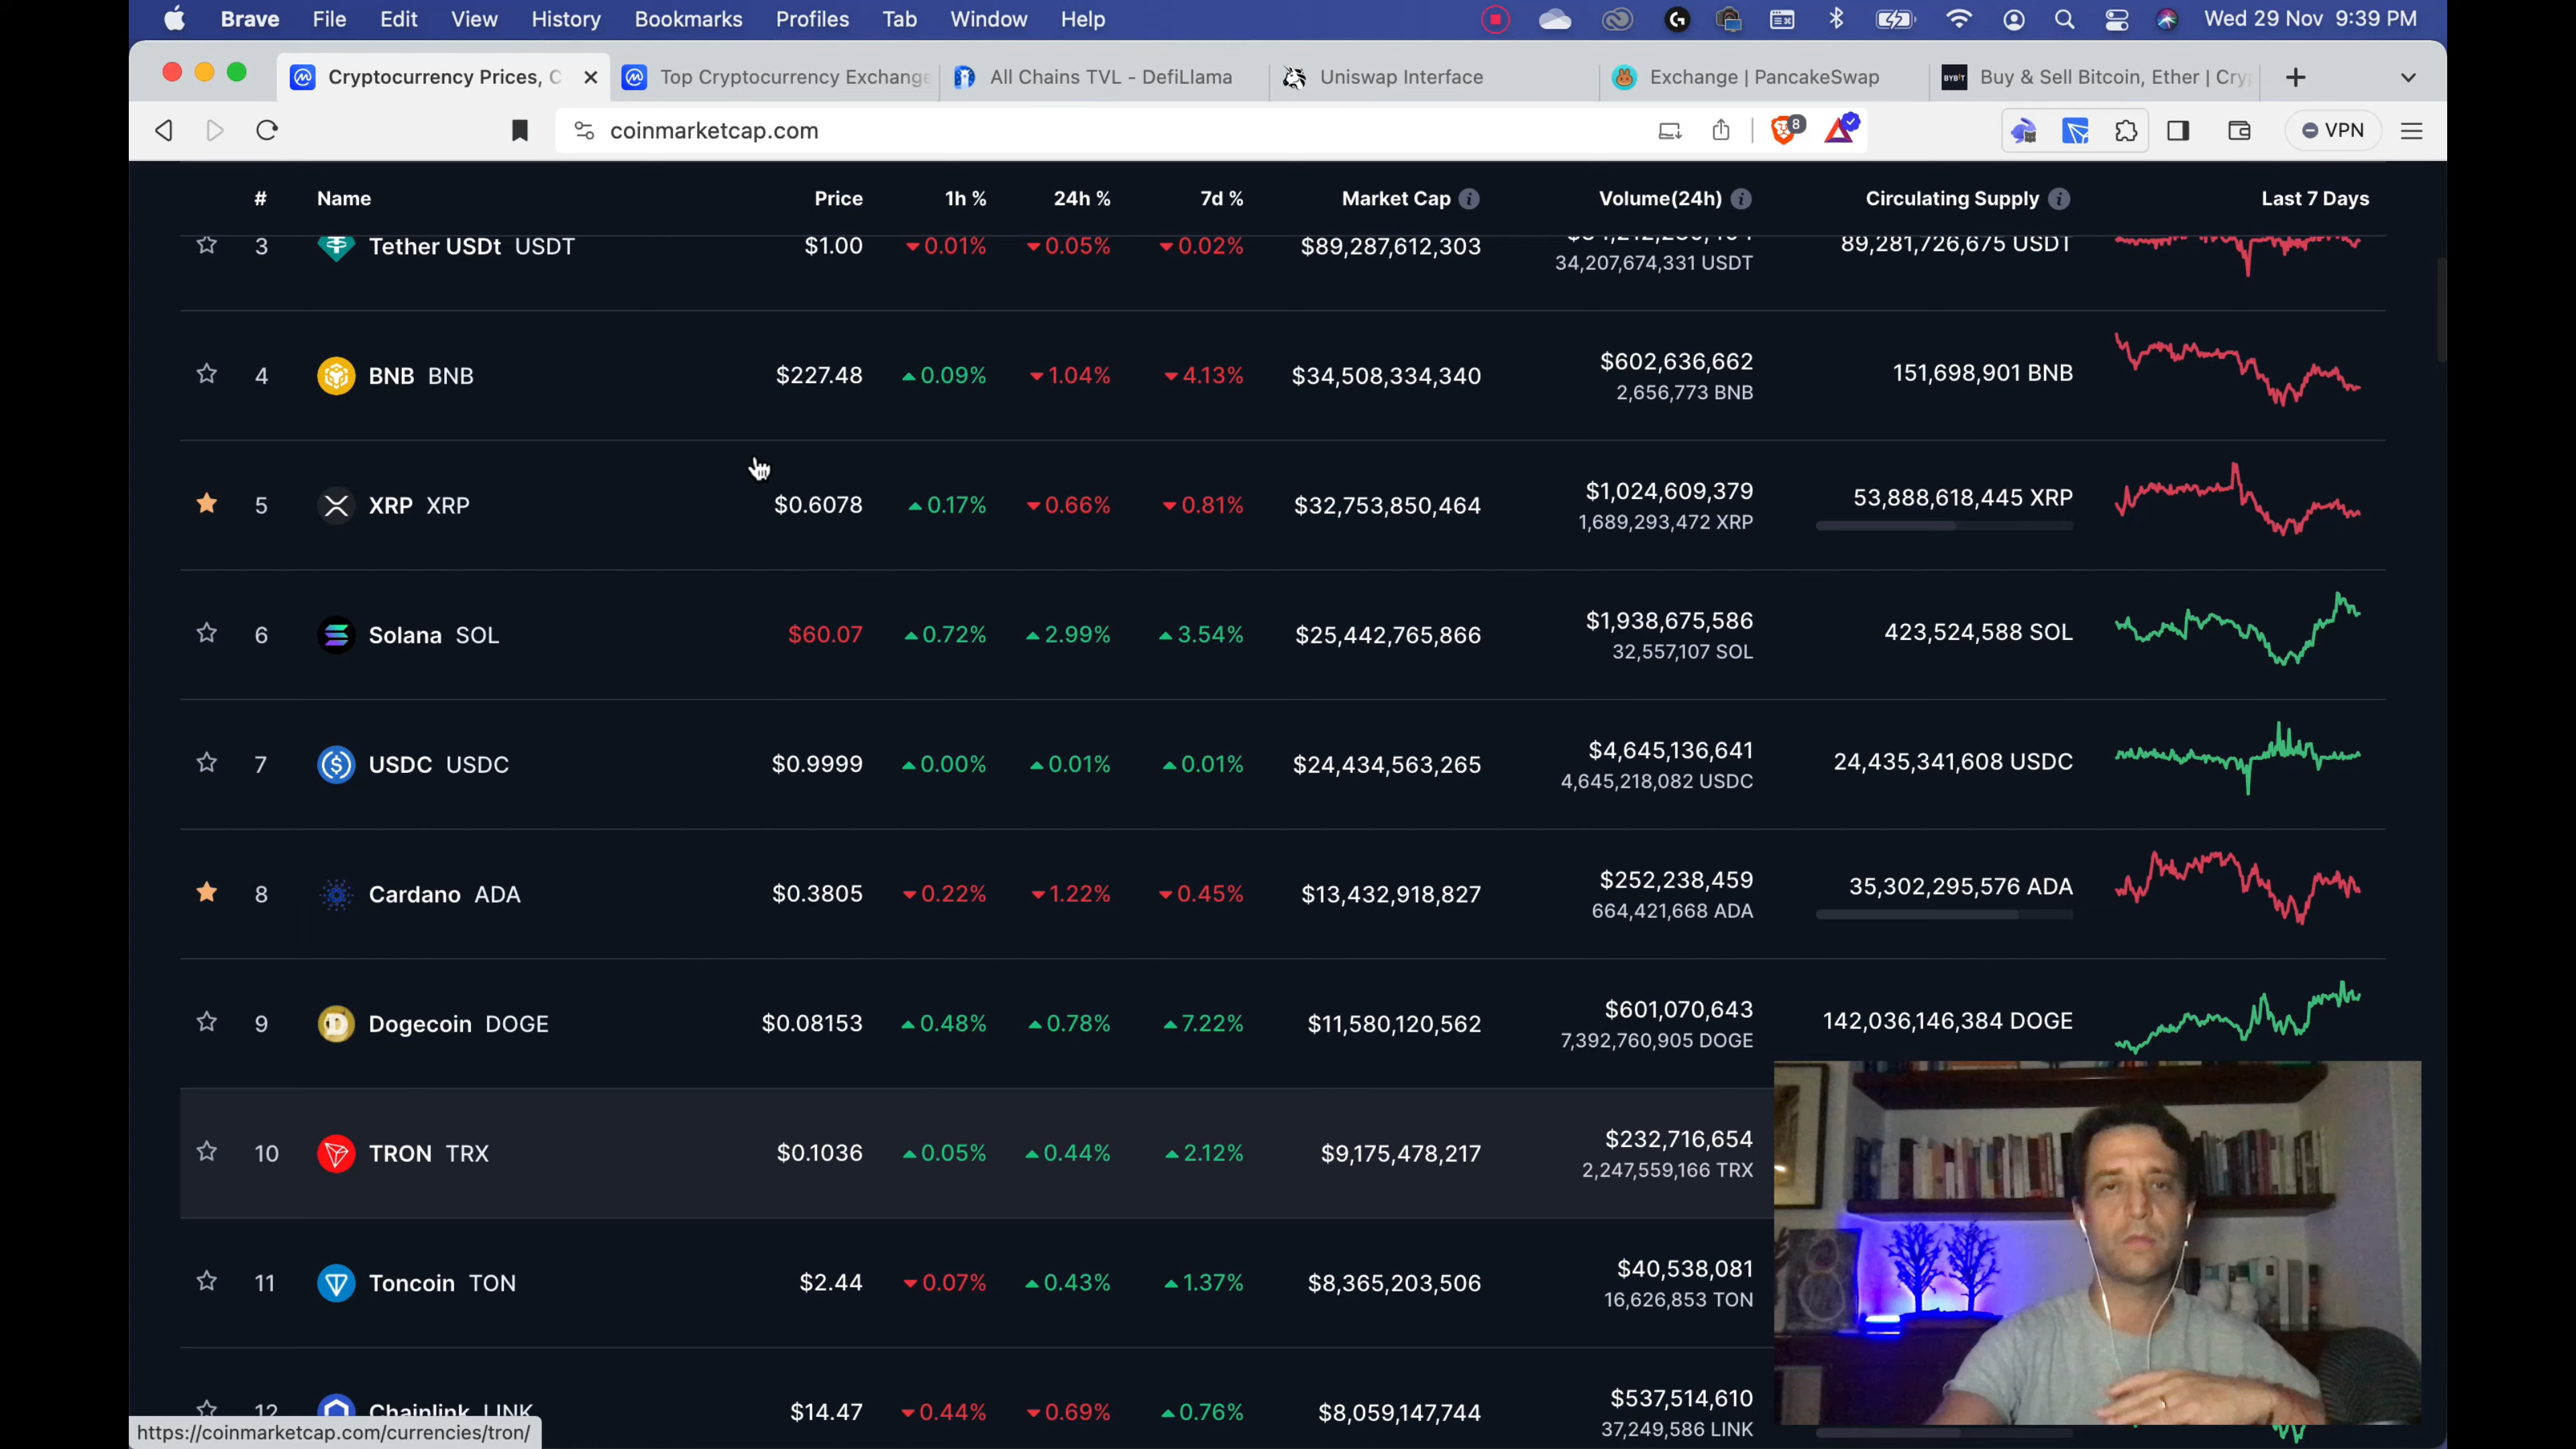 Brave File Edit View History Bookmarks Profiles Tab Window Help Wed 29 Nov 9:39 PM
Cryptocurrency Prices, C Top Cryptocurrency Exchange All Chains TVL - DefiLlama Uniswap Interface Exchange | PancakeSwap BYBIT Buy & Sell Bitcoin, Ether | Cry
coinmarketcap.com 8 VPN
# Name Price 1h % 24h % 7d % Market Cap Volume(24h) Circulating Supply Last 7 Days
3 Tether USDt USDT $1.00 0.01% 0.05% 0.02% $89,287,612,303 89,281,726,675 USDT
34,207,674,331 USDT
4 BNB BNB $227.48 0.09% 1.04% 4.13% $34,508,334,340 $602,636,662 151,698,901 BNB
2,656,773 BNB
5 XRP XRP $0.6078 0.17% 0.66% 0.81% $32,753,850,464 $1,024,609,379 53,888,618,445 XRP
1,689,293,472 XRP
6 Solana SOL $60.07 0.72% 2.99% 3.54% $25,442,765,866 $1,938,675,586 423,524,588 SOL
32,557,107 SOL
7 USDC USDC $0.9999 0.00% 0.01% 0.01% $24,434,563,265 $4,645,136,641 24,435,341,608 USDC
4,645,218,082 USDC
8 Cardano ADA $0.3805 0.22% 1.22% 0.45% $13,432,918,827 $252,238,459 35,302,295,576 ADA
664,421,668 ADA
9 Dogecoin DOGE $0.08153 0.48% 0.78% 7.22% $11,580,120,562 $601,070,643 142,036,146,384 DOGE
7,392,760,905 DOGE
10 TRON TRX $0.1036 0.05% 0.44% 2.12% $9,175,478,217 $232,716,654
2,247,559,166 TRX
11 Toncoin TON $2.44 0.07% 0.43% 1.37% $8,365,203,506 $40,538,081
16,626,853 TON
12 Chainlink LINK $14.47 0.44% 0.69% 0.76% $8,059,147,744 $537,514,610
37,249,586 LINK
https://coinmarketcap.com/currencies/tron/